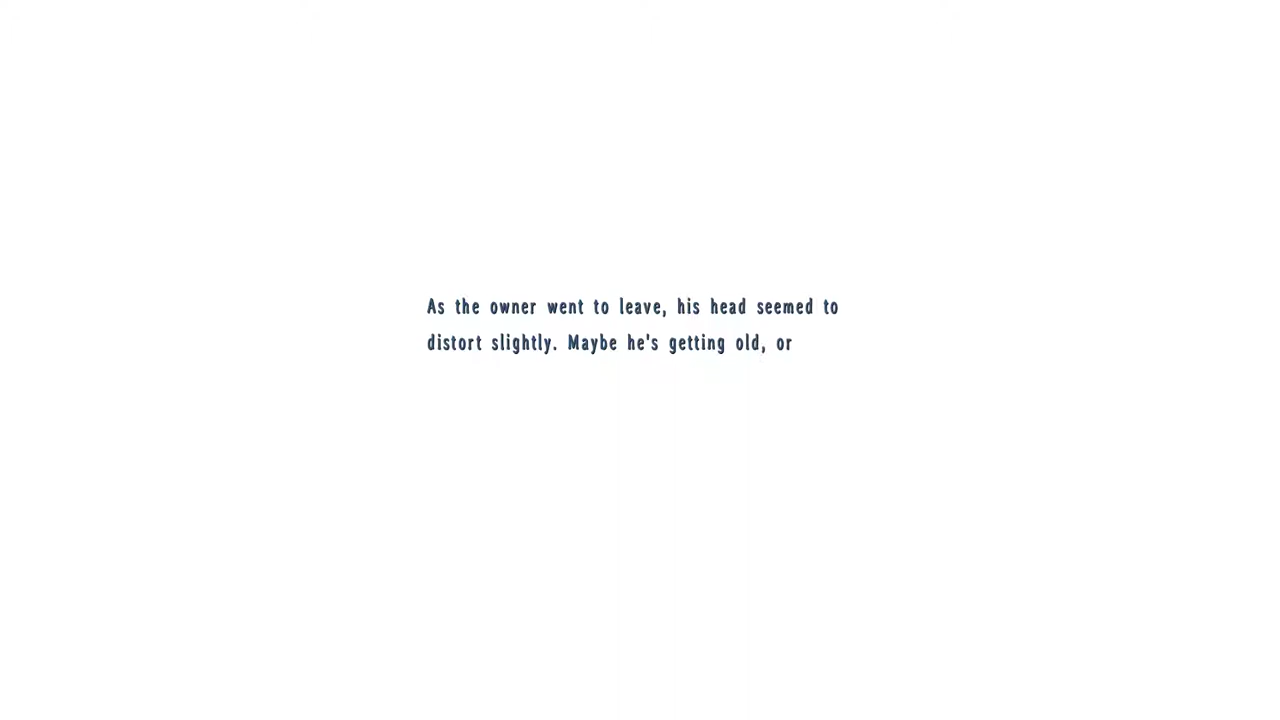 As the owner went to leave, his head seemed to
distort slightly. Maybe he's getting old, or